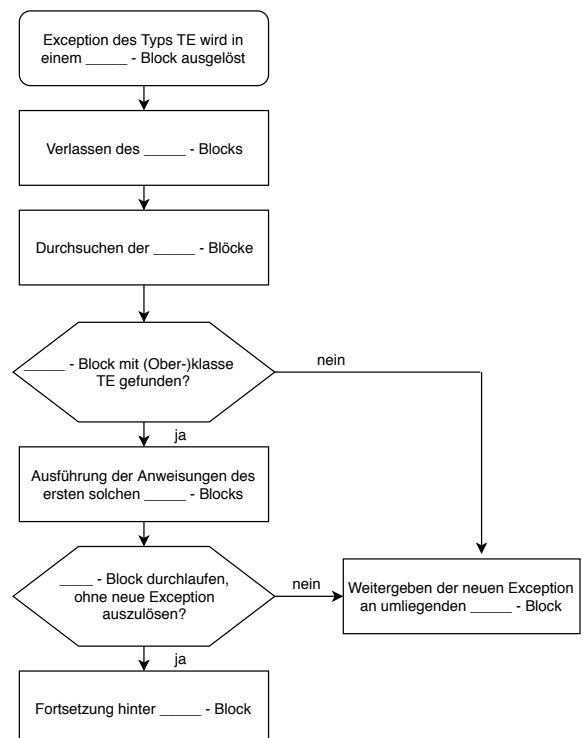 Exception des Typs TE wird in
einem _____ - Block ausgelöst
Verlassen des _____ - Blocks
Durchsuchen der _____ - Blöcke
_____ - Block mit (Ober-)klasse
TE gefunden?
nein
ja
Ausführung der Anweisungen des
ersten solchen _____ - Blocks
____ - Block durchlaufen,
ohne neue Exception
auszulösen?
nein
Weitergeben der neuen Exception
an umliegenden _____ - Block
ja
Fortsetzung hinter _____ - Block